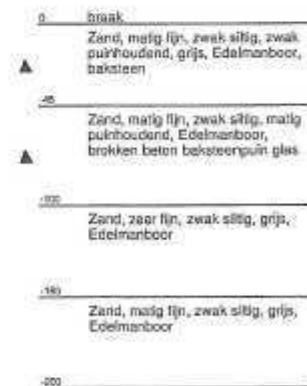 0 braak
Zand, matig fijn, zwak siltig, zwak
puinhoudend, grijs, Edelmanboor,
baksteen
-45
Zand, matig fijn, zwak siltig, matig
puinhoudend, Edelmanboor,
brokken beton baksteenpuin glas
-100
Zand, zeer fijn, zwak siltig, grijs,
Edelmanboor
Zand, matig fijn, zwak siltig, grijs,
Edelmanboor
-200